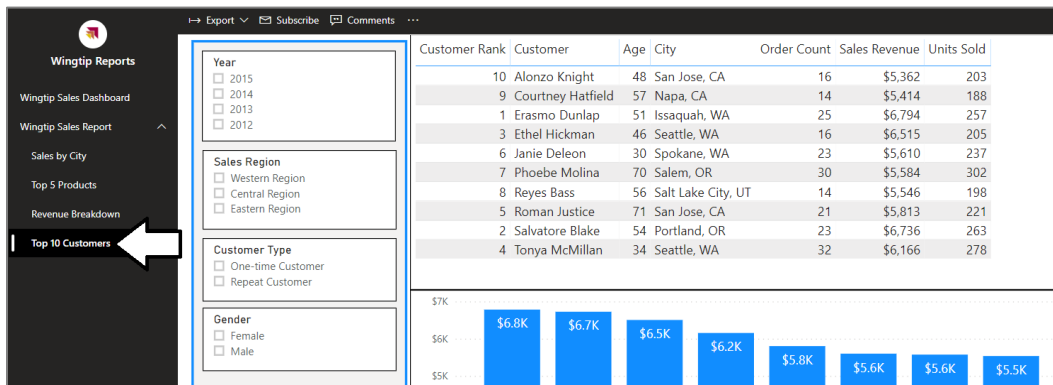 Export Subscribe Comments ...
Wingtip Reports
Wingtip Sales Dashboard
Wingtip Sales Report
Sales by City
Top 5 Products
Revenue Breakdown
Top 10 Customers
Year
2015
2014
2013
2012
Sales Region
Western Region
Central Region
Eastern Region
Customer Type
One-time Customer
Repeat Customer
Gender
Female
Male
Customer Rank Customer Age City Order Count Sales Revenue Units Sold
10 Alonzo Knight 48 San Jose, CA 16 $5,362 203
9 Courtney Hatfield 57 Napa, CA 14 $5,414 188
1 Erasmo Dunlap 51 Issaquah, WA 25 $6,794 257
3 Ethel Hickman 46 Seattle, WA 16 $6,515 205
6 Janie Deleon 30 Spokane, WA 23 $5,610 237
7 Phoebe Molina 70 Salem, OR 30 $5,584 302
8 Reyes Bass 56 Salt Lake City, UT 14 $5,546 198
5 Roman Justice 71 San Jose, CA 21 $5,813 221
2 Salvatore Blake 54 Portland, OR 23 $6,736 263
4 Tonya McMillan 34 Seattle, WA 32 $6,166 278
$7K
$6K
$5K
$6.8K $6.7K $6.5K $6.2K $5.8K $5.6K $5.6K $5.5K